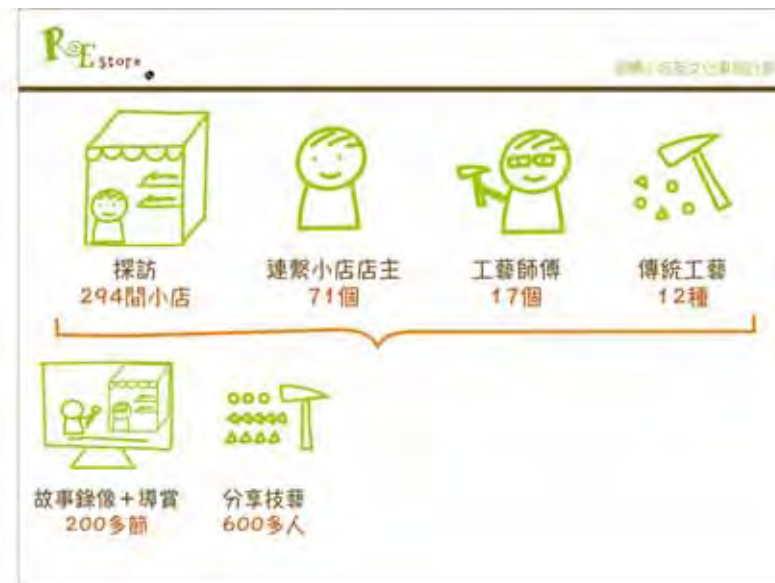 REstore
探訪
294間小店
連繫小店店主
71個
工藝師傅
17個
傳統工藝
12種
故事錄像+導賞
200多節
分享技藝
600多人